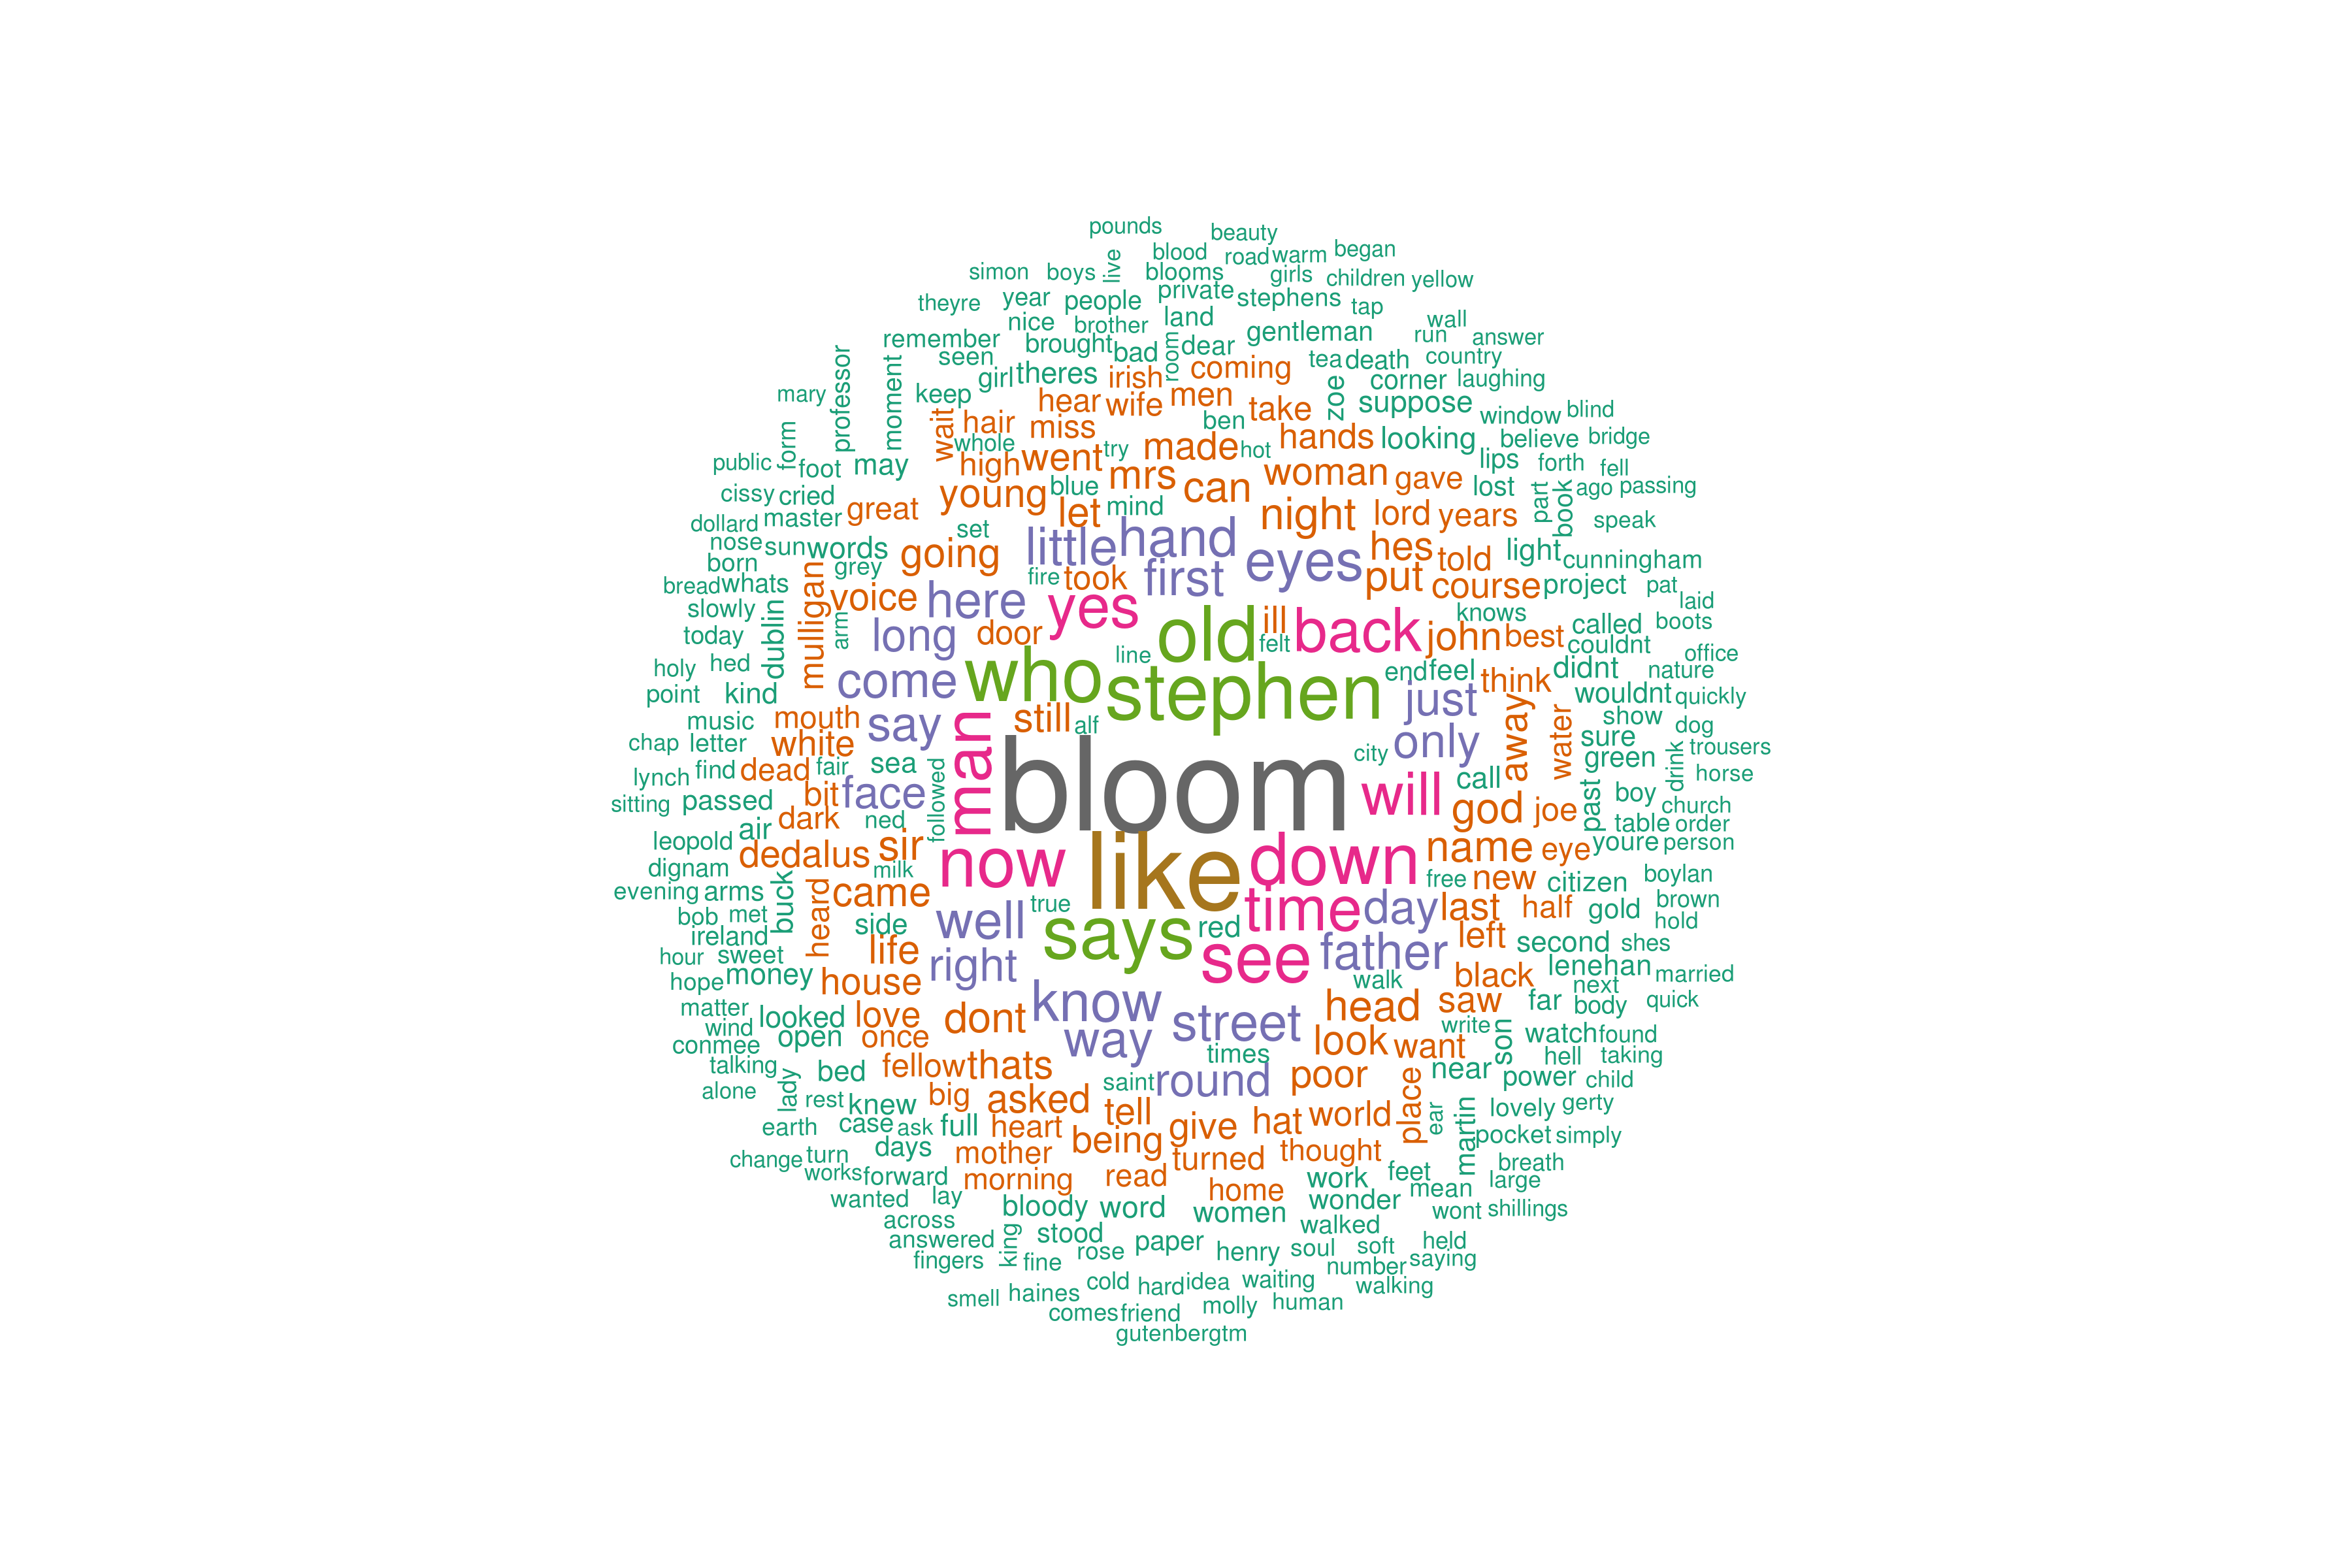 pounds
beauty
blood
road
warm
began
simon
boys
live
blooms
girls
children
yellow
theyre
year
people
private
stephens
tap
nice
brother
land
gentleman
wall
remember
brought
bad
room
dear
run
answer
seen
girl
theres
irish
coming
tea
death
country
professor
moment
keep
hear
wife
men
take
zoe
corner
laughing
mary
wait
hair
miss
ben
suppose
window
blind
form
whole
try
made
hot
hands
looking
believe
bridge
public
foot
may
high
went
mrs
can
woman
gave
lips
forth
fell
cissy
cried
young
blue
lost
part
book
ago
passing
dollard
master
great
let
mind
night
lord
years
speak
nose
sun
words
set
going
little
hand
eyes
hes
told
light
cunningham
born
grey
bread
whats
mulligan
voice
fire
took
first
put
course
project
pat
slowly
dublin
arm
here
yes
old
ill
back
knows
laid
today
long
door
felt
john
best
called
couldnt
boots
holy
hed
who
line
stephen
end
feel
didnt
office
nature
point
kind
come
just
think
wouldnt
quickly
music
mouth
say
man
still
alf
away
water
show
dog
chap
letter
white
only
sure
trousers
lynch
find
dead
fair
sea
followed
bloom
city
call
green
drink
horse
sitting
passed
bit
face
will
god
joe
past
boy
church
air
dark
ned
table
order
leopold
dedalus
sir
now
like
down
name
eye
youre
person
dignam
milk
evening
arms
buck
heard
came
true
free
new
citizen
boylan
bob
met
side
well
says
red
time
day
last
half
gold
brown
hold
ireland
life
right
see
father
left
second
shes
hour
sweet
hope
money
house
know
walk
black
lenehan
married
matter
looked
love
dont
street
head
saw
far
next
body
quick
wind
open
once
way
look
write
want
son
watch
found
conmee
talking
fellow
thats
times
near
hell
taking
alone
lady
bed
saint
round
poor
place
power
child
rest
knew
big
asked
tell
give
hat
world
ear
martin
lovely
gerty
earth
case
ask
full
heart
being
pocket
simply
change
turn
days
mother
turned
thought
breath
works
forward
morning
read
home
work
feet
mean
large
wanted
lay
bloody
word
women
wonder
wont
shillings
across
stood
walked
answered
king
fine
rose
paper
henry
soul
soft
held
saying
fingers
number
cold
hard
idea
waiting
walking
smell
haines
comes
friend
molly
human
gutenbergtm